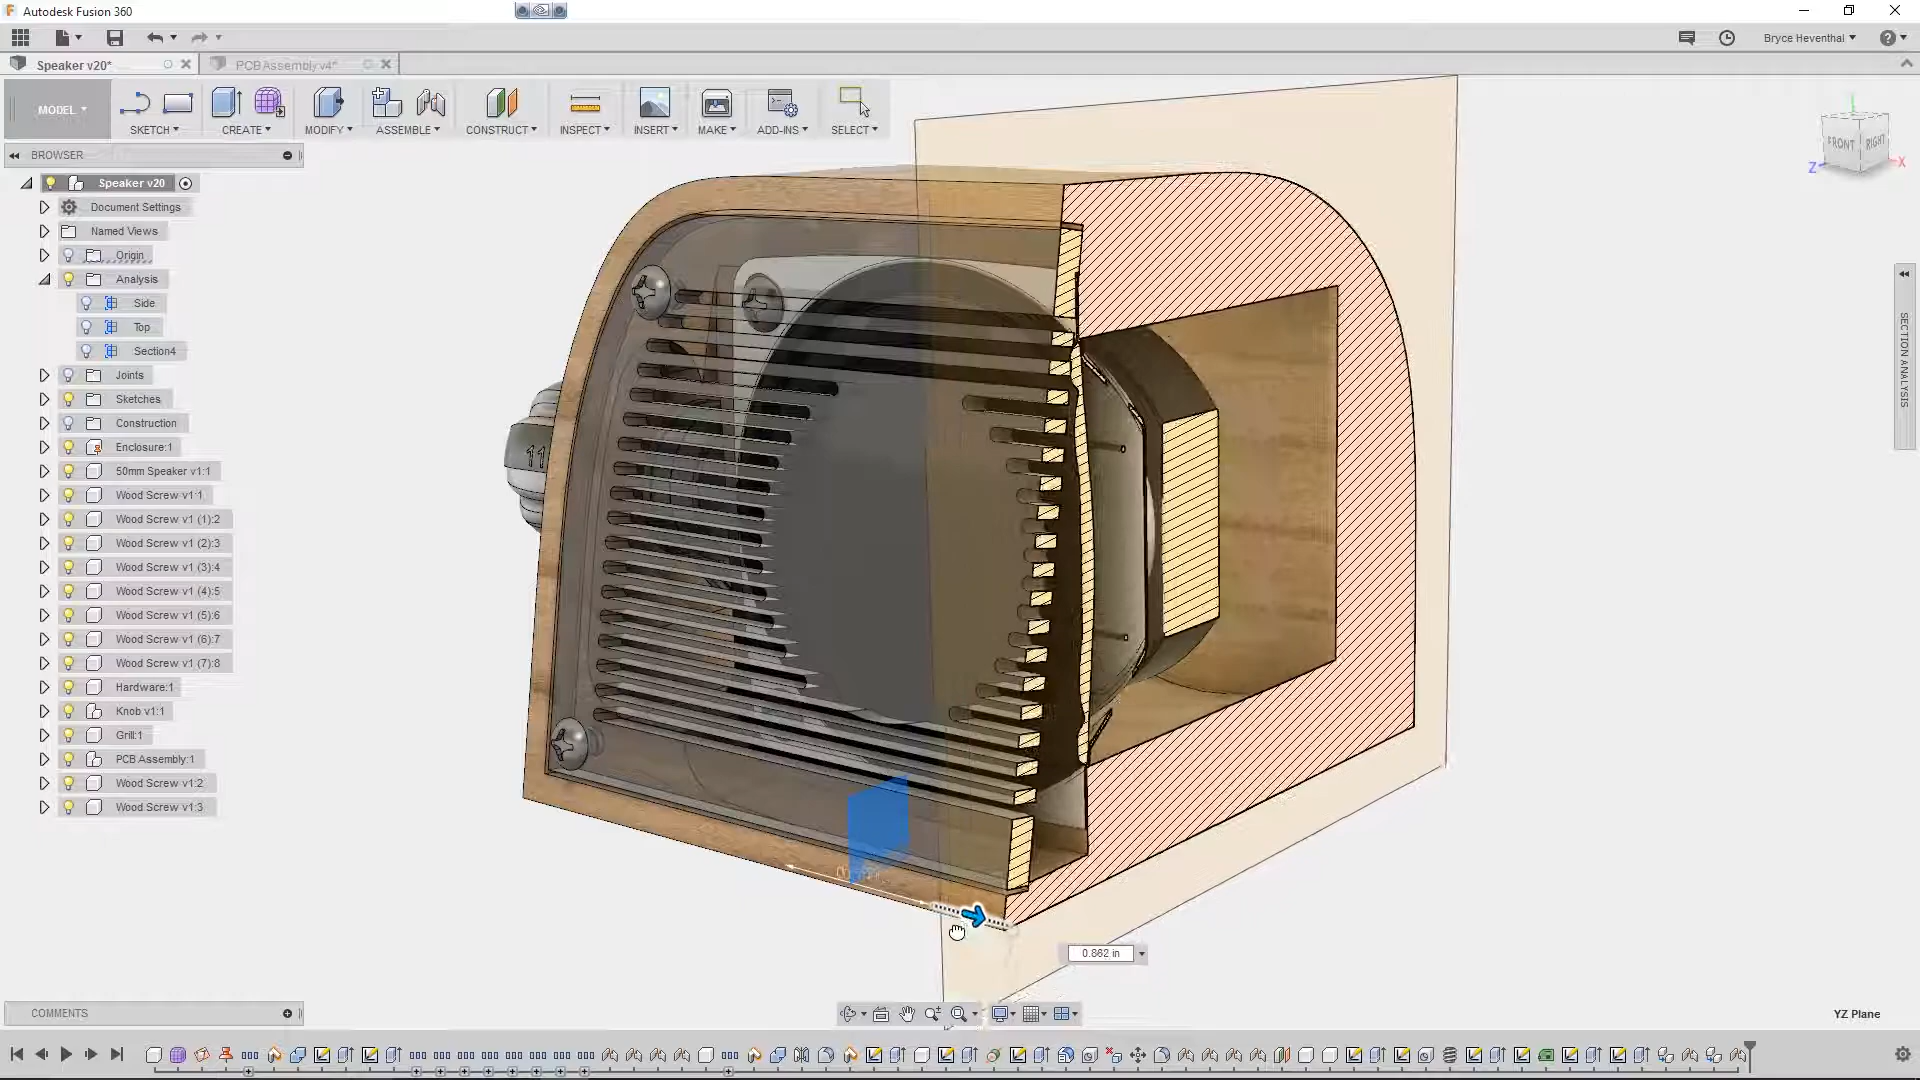 Autodesk Fusion 360
Bryce Heventhal
Speaker v20*
PCB Assembly v4*
MODEL
SKETCH
CREATE
MODIFY
ASSEMBLE
CONSTRUCT
INSPECT
INSERT
MAKE
ADD-INS
SELECT
FRONT
RIGHT
Z
X
BROWSER
Speaker v20
Document Settings
Named Views
Origin
Analysis
Side
Top
Section4
Joints
Sketches
Construction
Enclosure:1
50mm Speaker v1:1
Wood Screw v1:1
Wood Screw v1 (1):2
Wood Screw v1 (2):3
Wood Screw v1 (3):4
Wood Screw v1 (4):5
Wood Screw v1 (5):6
Wood Screw v1 (6):7
Wood Screw v1 (7):8
Hardware:1
Knob v1:1
Grill:1
PCB Assembly:1
Wood Screw v1:2
Wood Screw v1:3
SECTION ANALYSIS
11
0.862 in
COMMENTS
YZ Plane